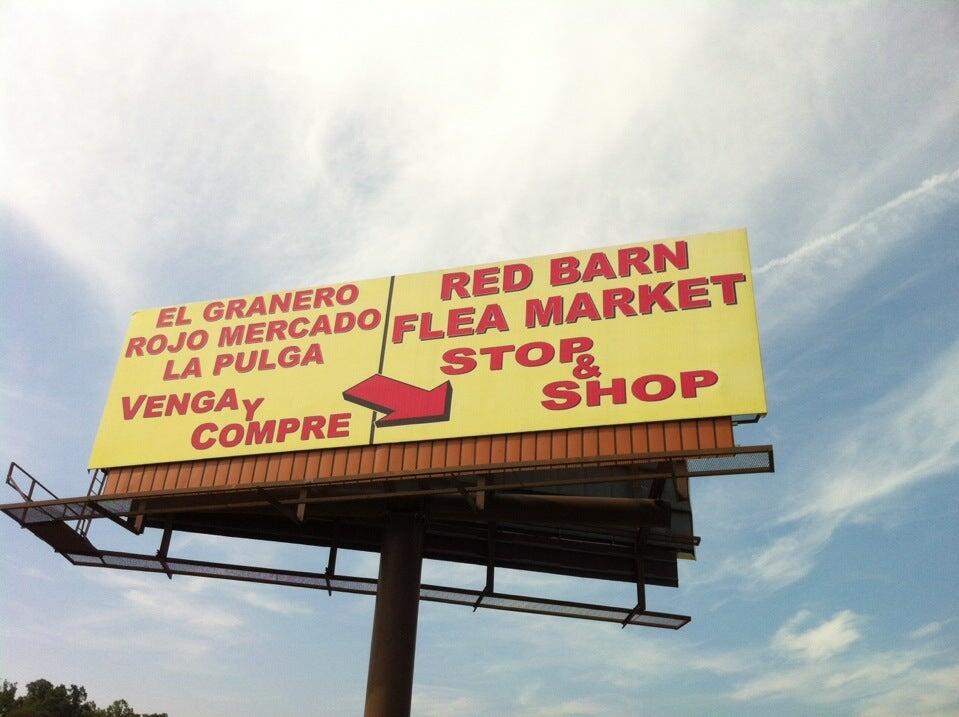 EL GRANERO
ROJO MERCADO
LA PULGA
VENGA Y
COMPRE
RED BARN
FLEA MARKET
STOP &
SHOP